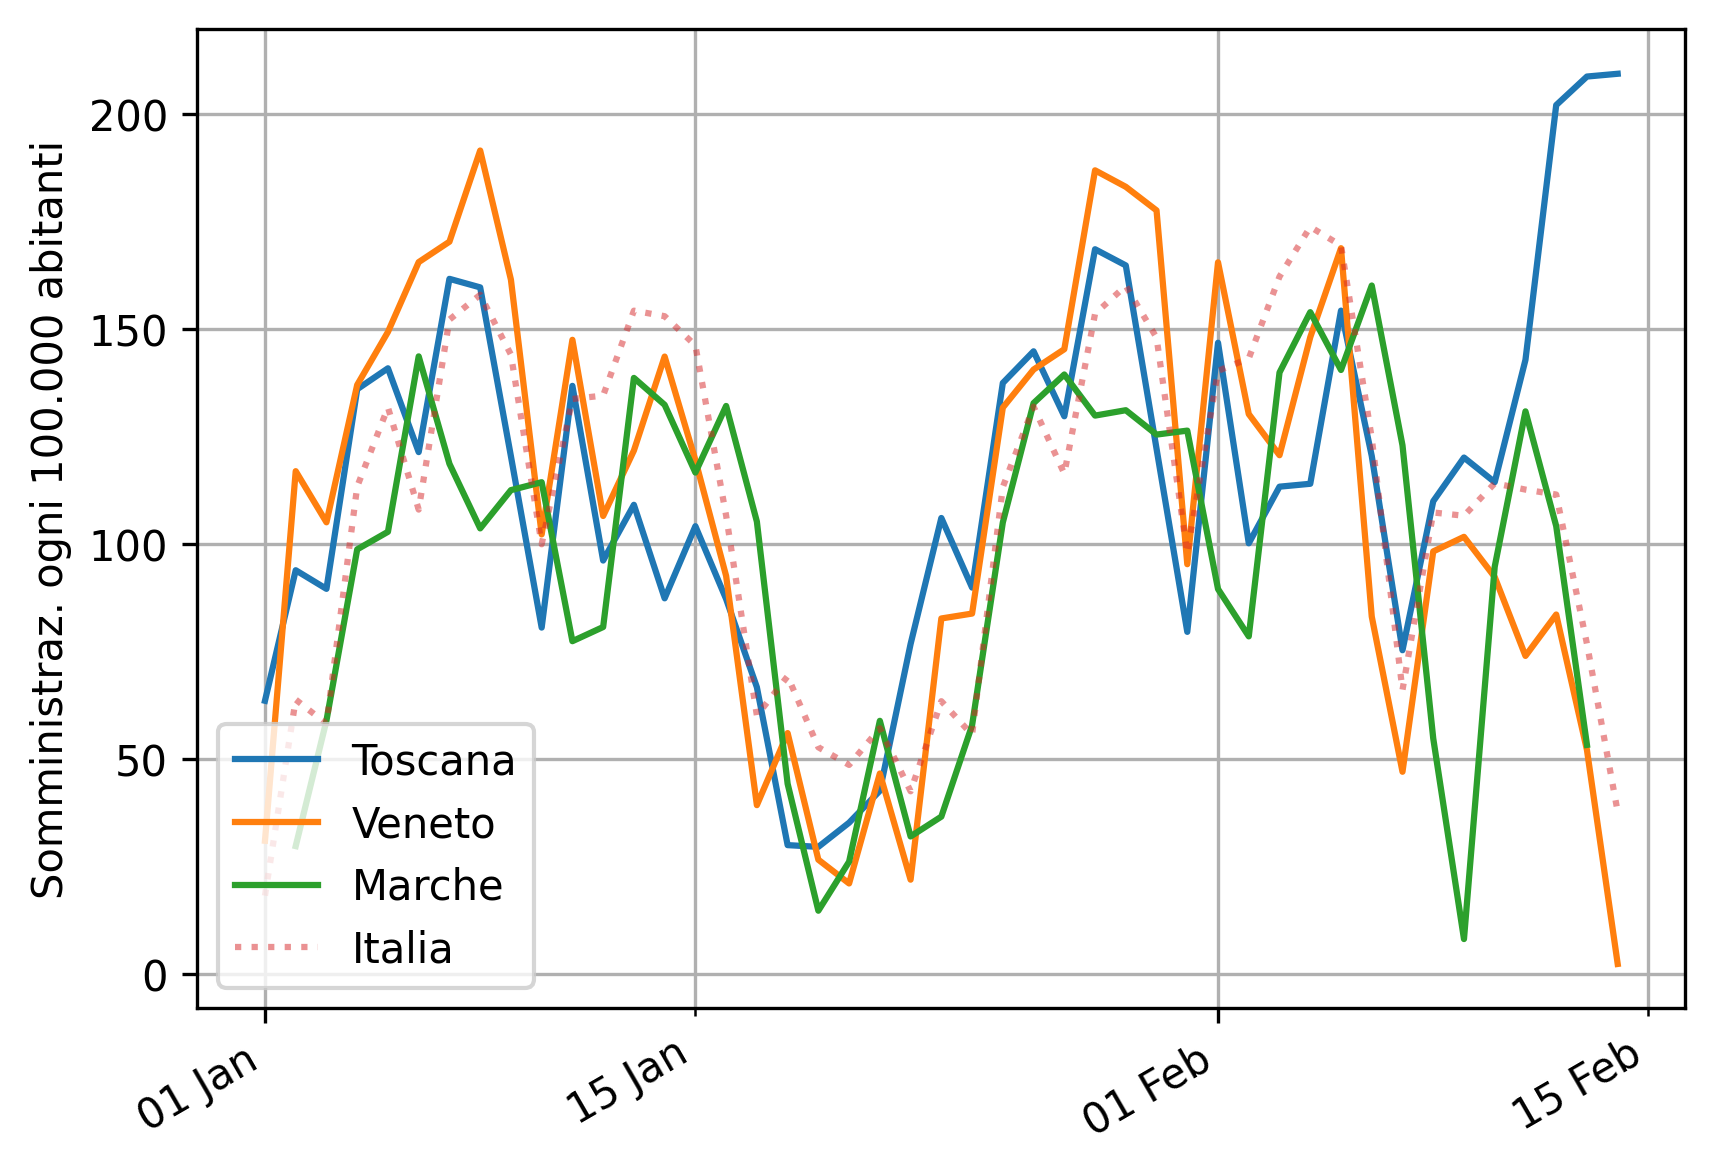 Somministraz. ogni 100.000 abitanti
200
150
100
50
0
Toscana
Veneto
Marche
Italia
01 Jan
15 Jan
01 Feb
15 Feb